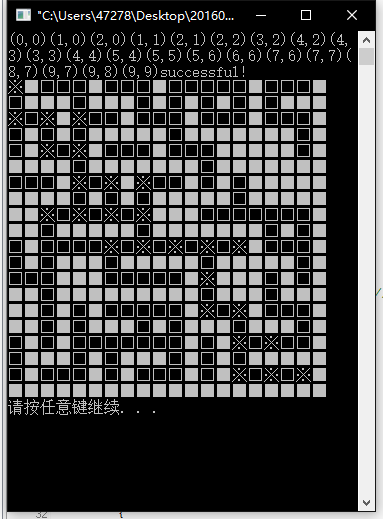 "C:\Users\47278\Desktop\20160...
(0,0)(1,0)(2,0)(1,1)(2,1)(2,2)(3,2)(4,2)(4,
3)(3,3)(4,4)(5,4)(5,5)(5,6)(6,6)(7,6)(7,7)(
8,7)(9,7)(9,8)(9,9)successful!
请按任意键继续. . .
32
{